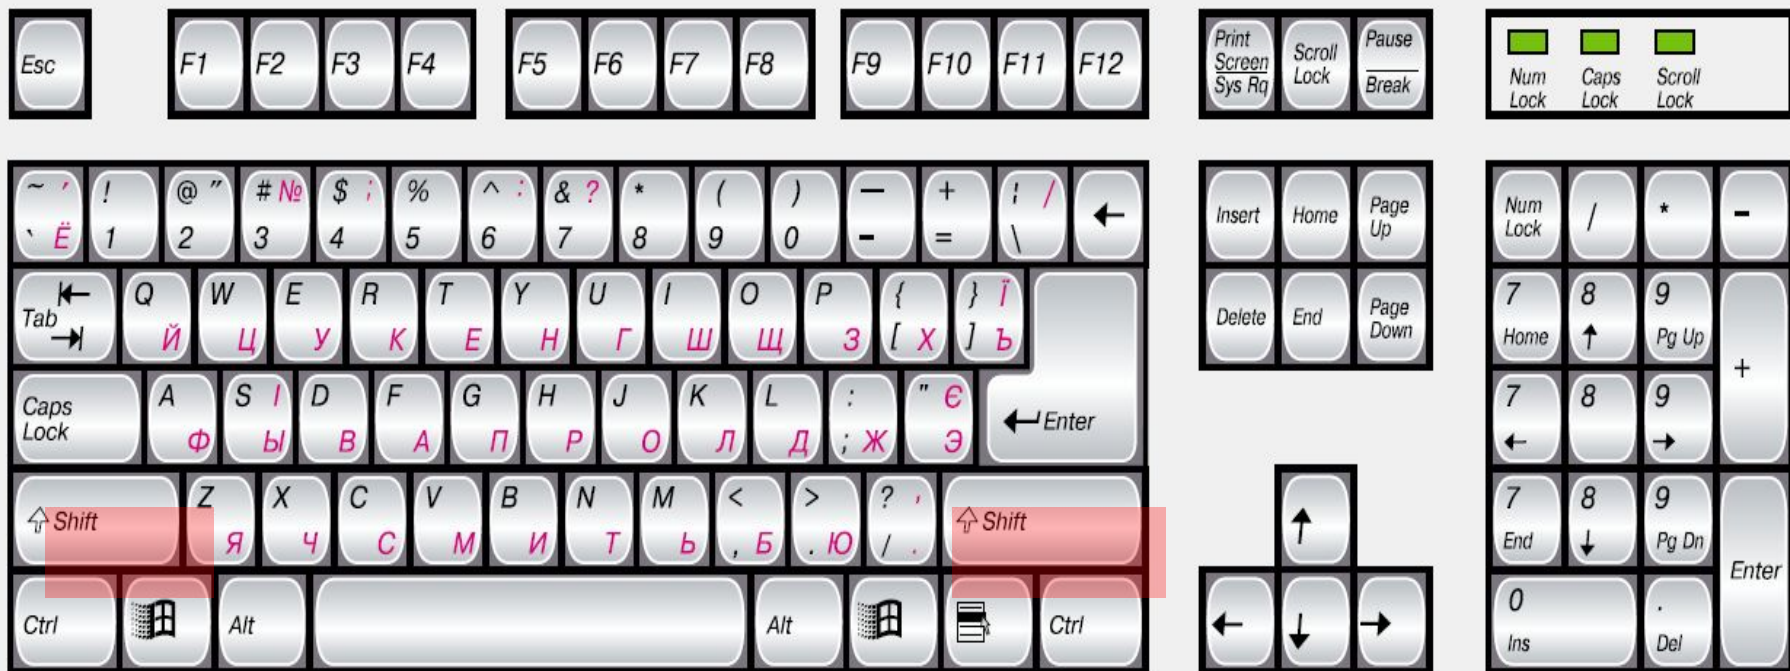 Esc F1 F2 F3 F4 F5 F6 F7 F8 F9 F10 F11 F12
Print Screen Sys Rq
Scroll Lock
Pause Break
Num Lock
Caps Lock
Scroll Lock
~ ' ` Ё
! 1
@ " 2
# № 3
$ ; 4
% 5
^ : 6
& ? 7
* 8
( 9
) 0
— -
+ =
¦ / \
←
Insert Home Page Up
Num Lock / * -
Tab
Q Й
W Ц
E У
R К
T Е
Y Н
U Г
I Ш
O Щ
P З
{ [ Х
} Ї ] Ъ
Delete End Page Down
7 Home
8 ↑
9 Pg Up
+
Caps Lock
A Ф
S І Ы
D В
F А
G П
H Р
J О
K Л
L Д
: ; Ж
" Є Э
← Enter
7 ←
8
9 →
Shift
Z Я
X Ч
C С
V М
B И
N Т
M Ь
< , Б
> . Ю
? , / .
Shift
↑
7 End
8 ↓
9 Pg Dn
Enter
Ctrl Alt Alt Ctrl
← ↓ →
0 Ins
. Del